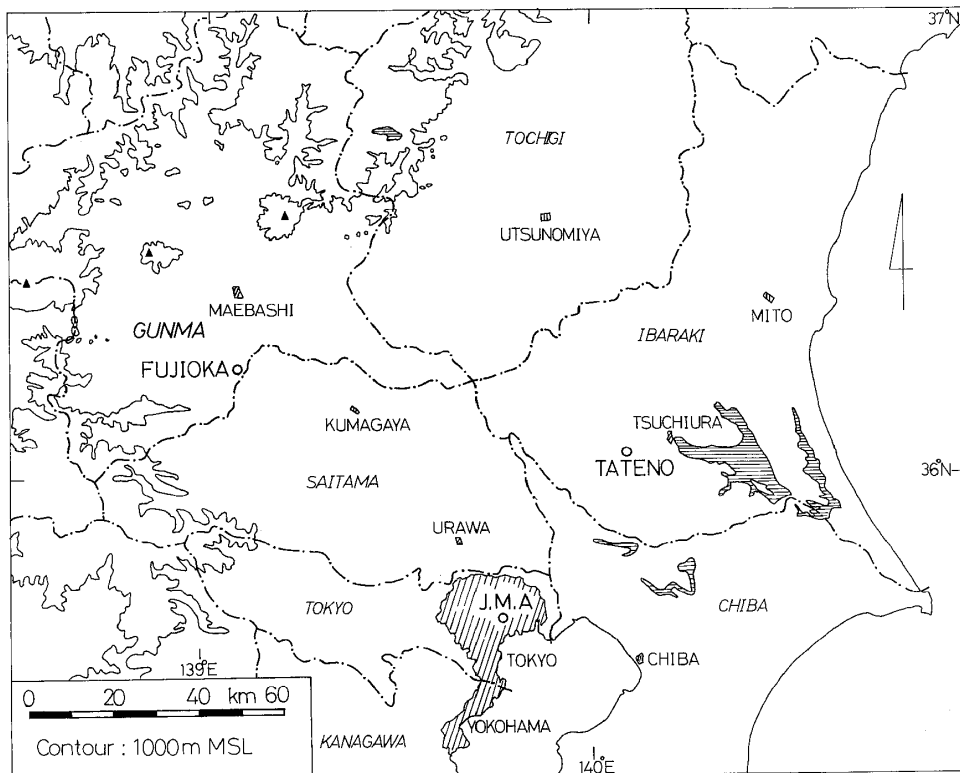 37°N
TOCHIGI
UTSUNOMIYA
MAEBASHI
MITO
GUNMA
IBARAKI
FUJIOKA
KUMAGAYA
TSUCHIURA
TATENO
SAITAMA
36°N
URAWA
J.M.A
TOKYO
CHIBA
TOKYO
CHIBA
139°E
0 20 40 km 60
YOKOHAMA
KANAGAWA
Contour : 1000m MSL
140°E